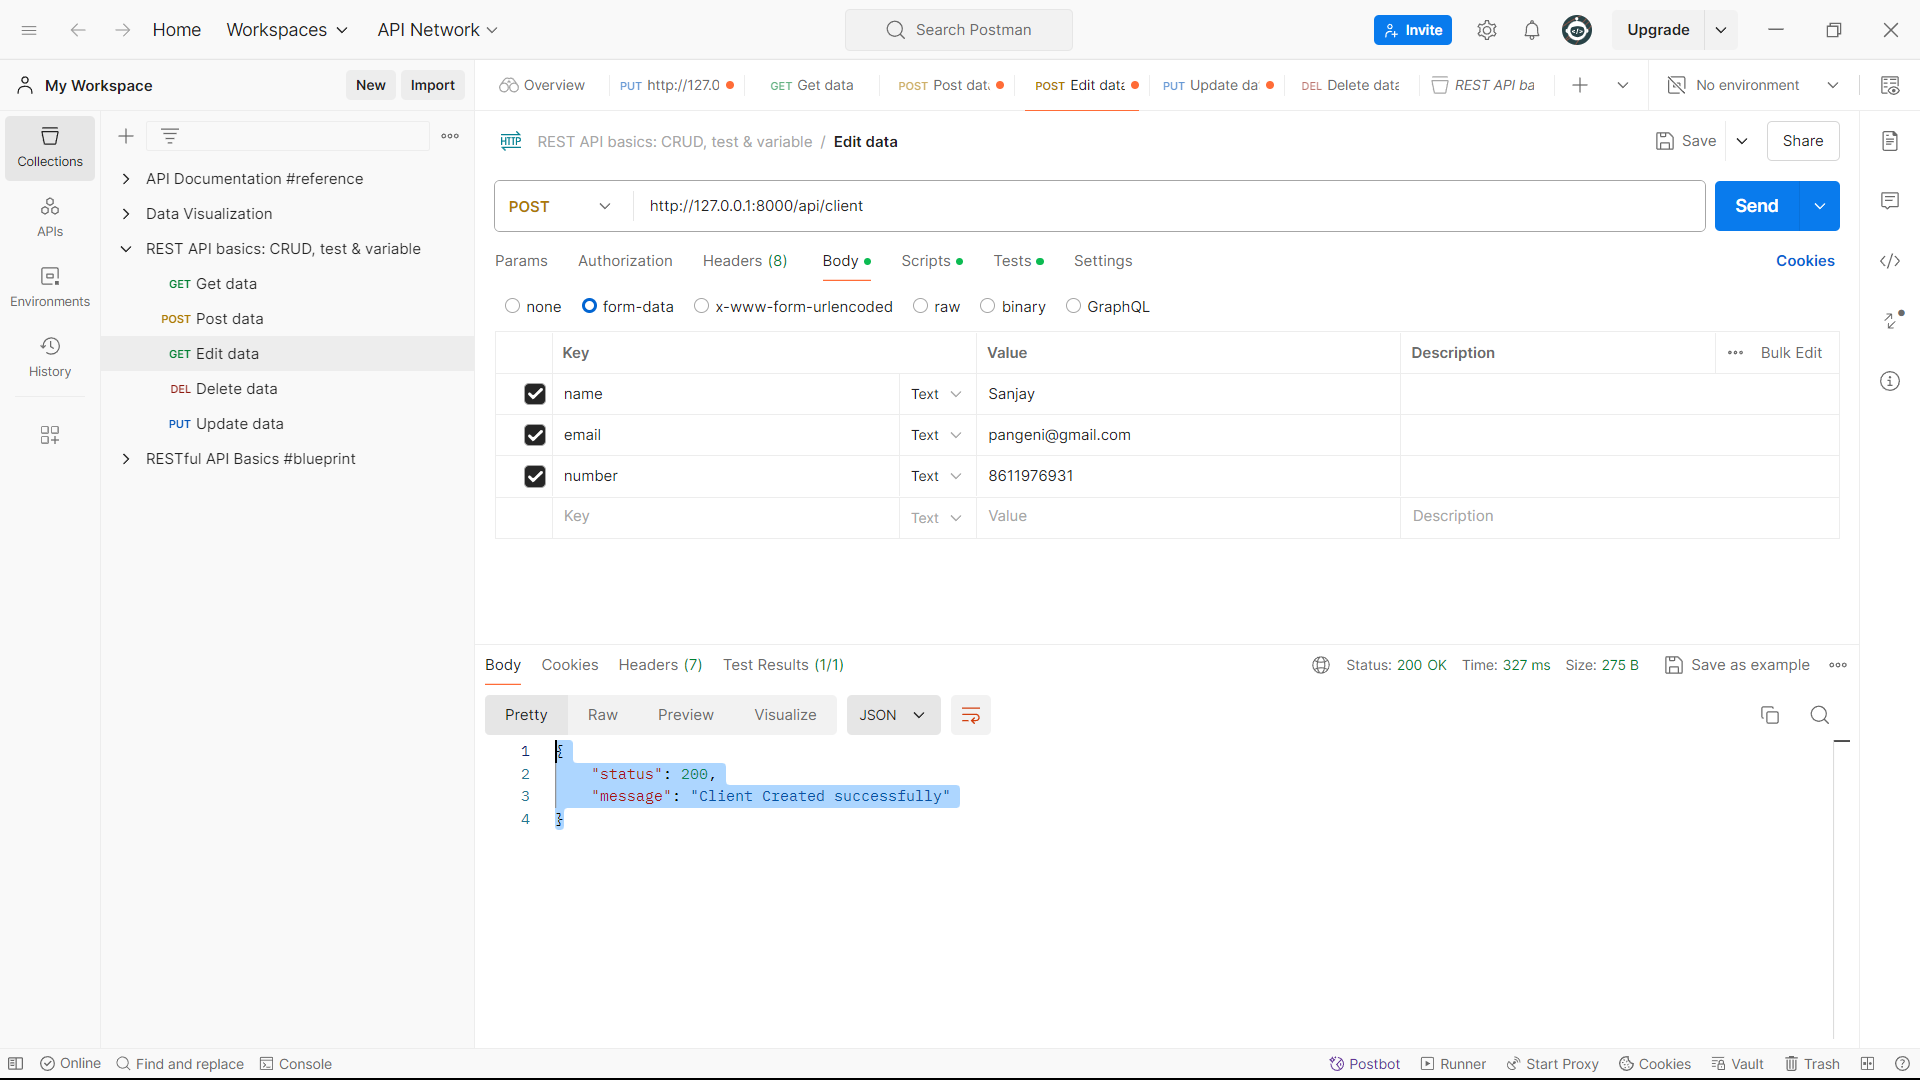 Home Workspaces API Network Search Postman Invite Upgrade
My Workspace New Import Overview PUT http://127.0 GET Get data POST Post dat POST Edit data PUT Update da DEL Delete data REST API ba No environment
Collections
APIs
Environments
History
API Documentation #reference
Data Visualization
REST API basics: CRUD, test & variable
GET Get data
POST Post data
GET Edit data
DEL Delete data
PUT Update data
RESTful API Basics #blueprint
HTTP REST API basics: CRUD, test & variable / Edit data Save Share
POST http://127.0.0.1:8000/api/client Send
Params Authorization Headers (8) Body Scripts Tests Settings Cookies
none form-data x-www-form-urlencoded raw binary GraphQL
Key Value Description Bulk Edit
name Text Sanjay
email Text pangeni@gmail.com
number Text 8611976931
Key Text Value Description
Body Cookies Headers (7) Test Results (1/1) Status: 200 OK Time: 327 ms Size: 275 B Save as example
Pretty Raw Preview Visualize JSON
1 {
2 "status": 200,
3 "message": "Client Created successfully"
4 }
Online Find and replace Console Postbot Runner Start Proxy Cookies Vault Trash